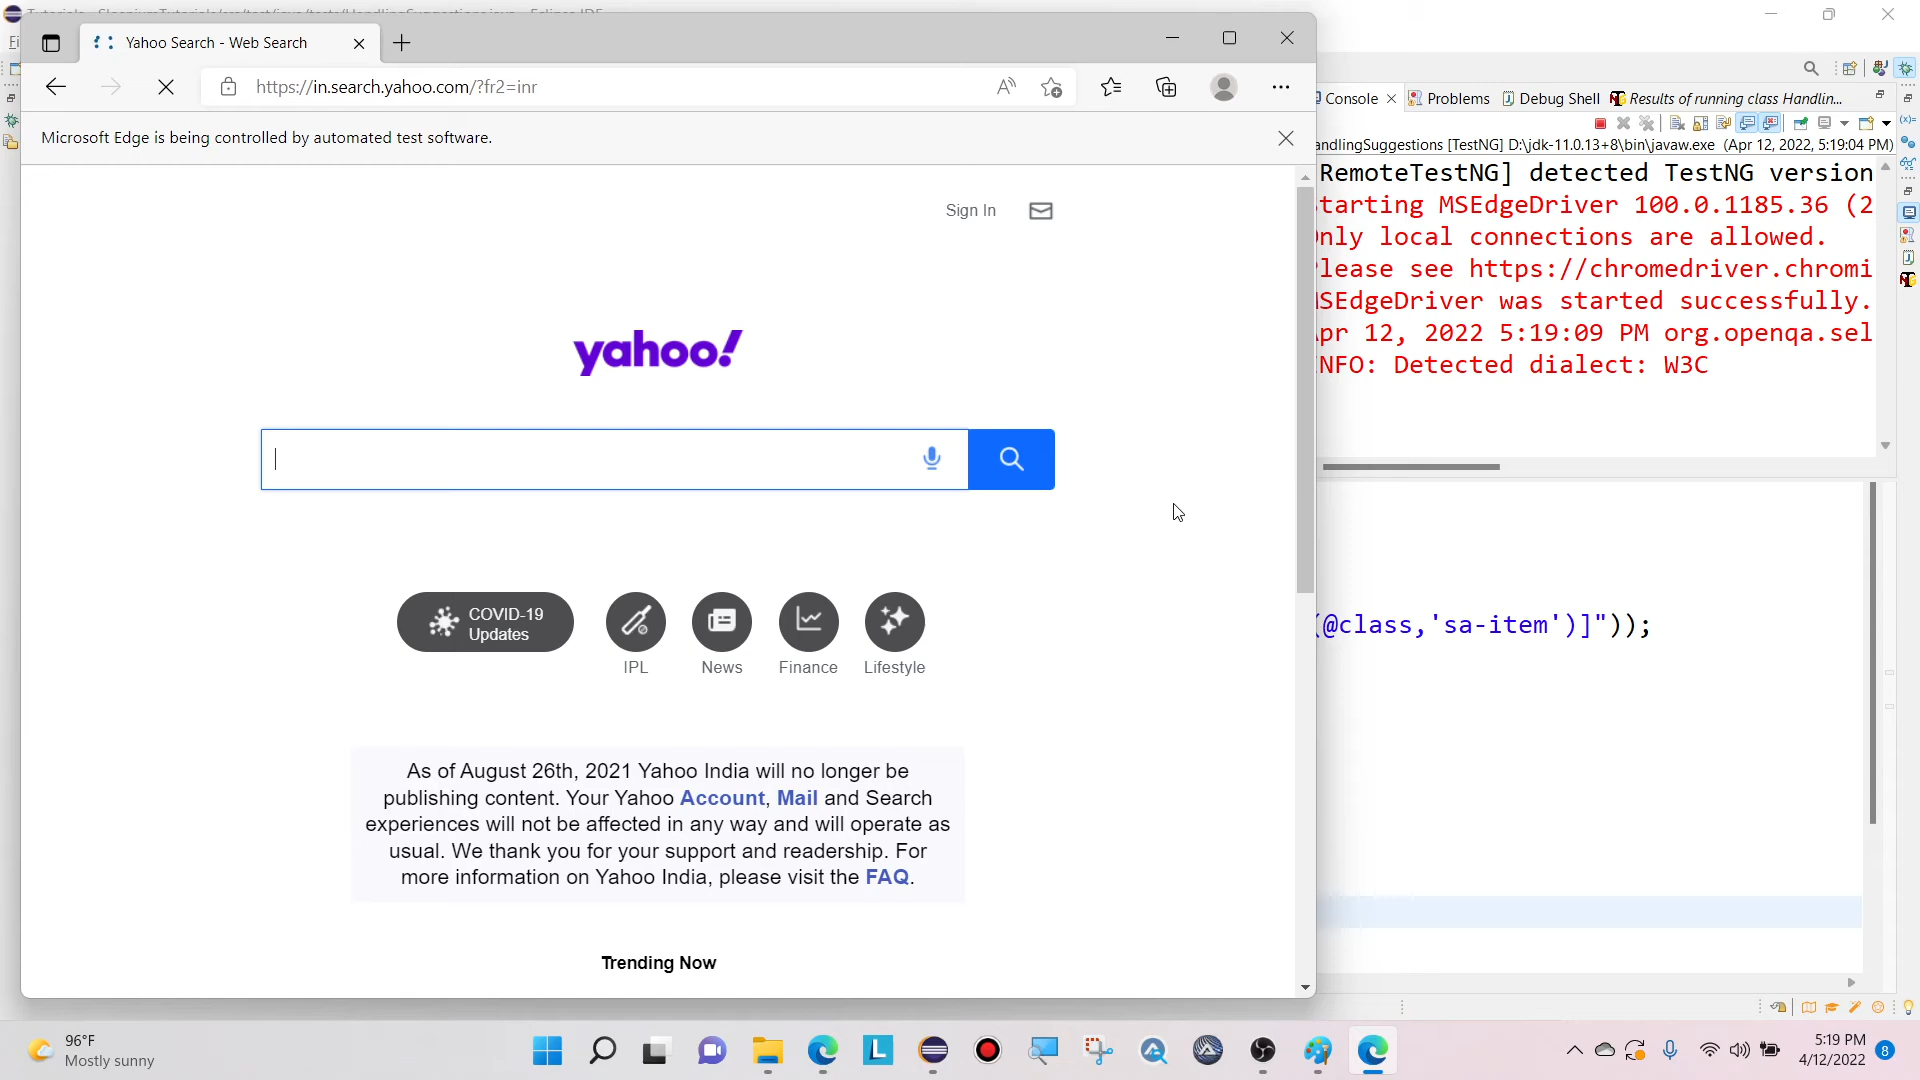 Yahoo Search - Web Search
https://in.search.yahoo.com/?fr2=inr
Microsoft Edge is being controlled by automated test software.
Sign In
yahoo!
COVID-19
Updates
IPL
News
Finance
Lifestyle
As of August 26th, 2021 Yahoo India will no longer be
publishing content. Your Yahoo Account, Mail and Search
experiences will not be affected in any way and will operate as
usual. We thank you for your support and readership. For
more information on Yahoo India, please visit the FAQ.
Trending Now
Console
Problems
Debug Shell
Results of running class Handlin...
andlingSuggestions [TestNG] D:\jdk-11.0.13+8\bin\javaw.exe (Apr 12, 2022, 5:19:04 PM)
RemoteTestNG] detected TestNG version
tarting MSEdgeDriver 100.0.1185.36 (2
nly local connections are allowed.
lease see https://chromedriver.chromi
MSEdgeDriver was started successfully.
pr 12, 2022 5:19:09 PM org.openqa.sel
NFO: Detected dialect: W3C
(@class,'sa-item')]"));
96°F
Mostly sunny
5:19 PM
4/12/2022
8